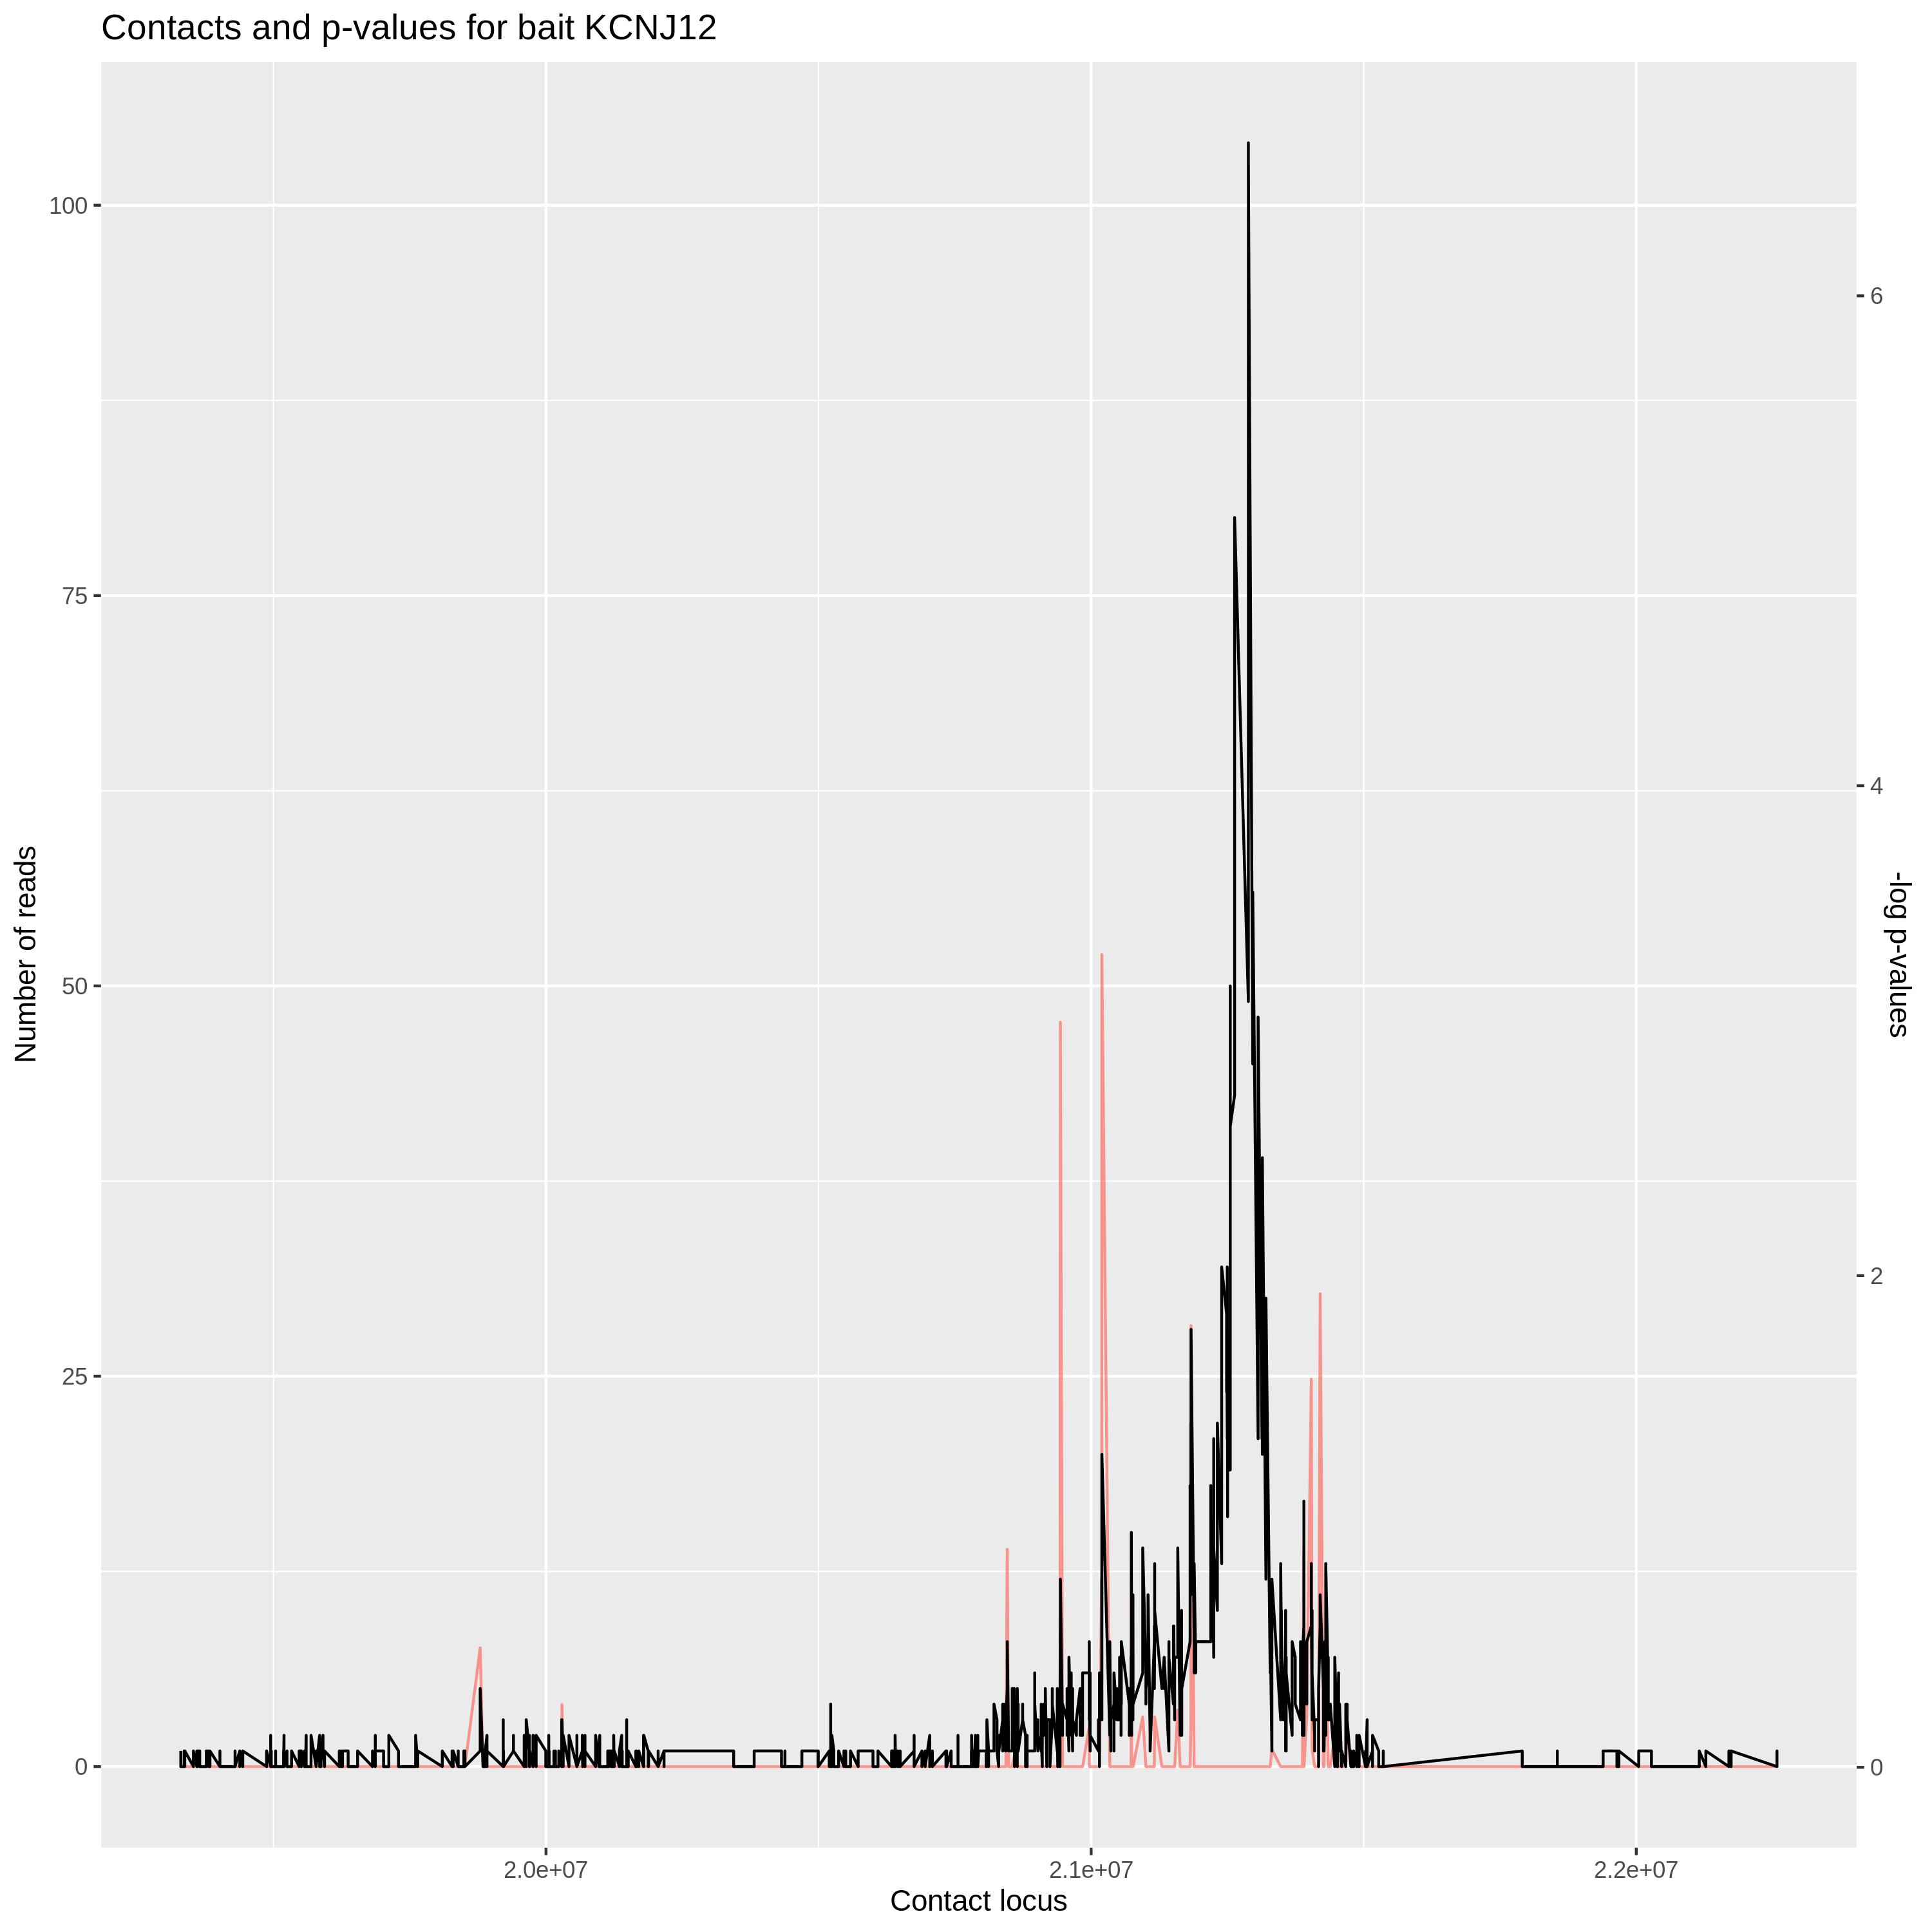 Contacts and p-values for bait KCNJ12
Number of reads
100
75
50
25
0
6
4
2
0
-log p-values
2.0e+07
2.1e+07
2.2e+07
Contact locus